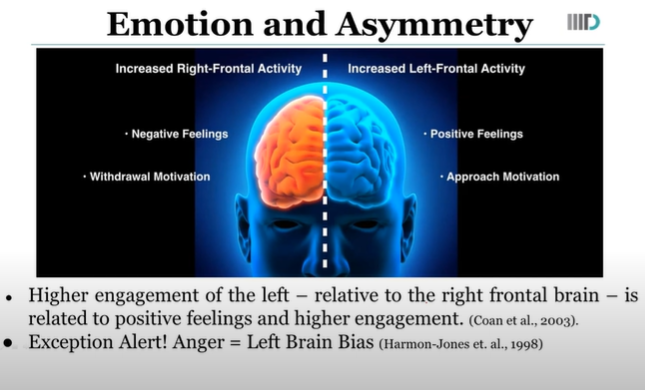 Emotion and Asymmetry
Increased Right-Frontal Activity
Increased Left-Frontal Activity
· Negative Feelings
· Positive Feelings
· Withdrawal Motivation
· Approach Motivation
• Higher engagement of the left – relative to the right frontal brain – is
related to positive feelings and higher engagement. (Coan et al., 2003).
• Exception Alert! Anger = Left Brain Bias (Harmon-Jones et. al., 1998)